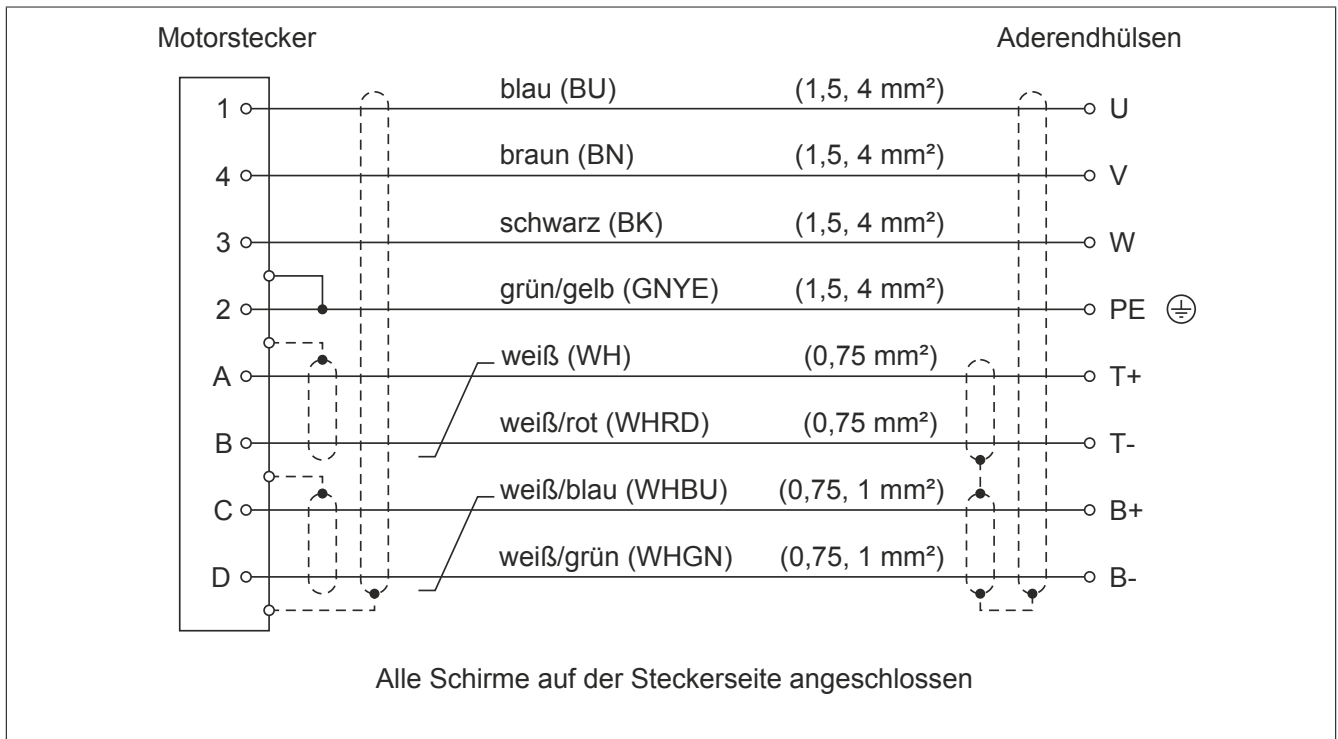 Motorstecker Aderendhülsen
1 blau (BU) (1,5, 4 mm²) U
4 braun (BN) (1,5, 4 mm²) V
3 schwarz (BK) (1,5, 4 mm²) W
2 grün/gelb (GNYE) (1,5, 4 mm²) PE
A weiß (WH) (0,75 mm²) T+
B weiß/rot (WHRD) (0,75 mm²) T-
C weiß/blau (WHBU) (0,75, 1 mm²) B+
D weiß/grün (WHGN) (0,75, 1 mm²) B-
Alle Schirme auf der Steckerseite angeschlossen